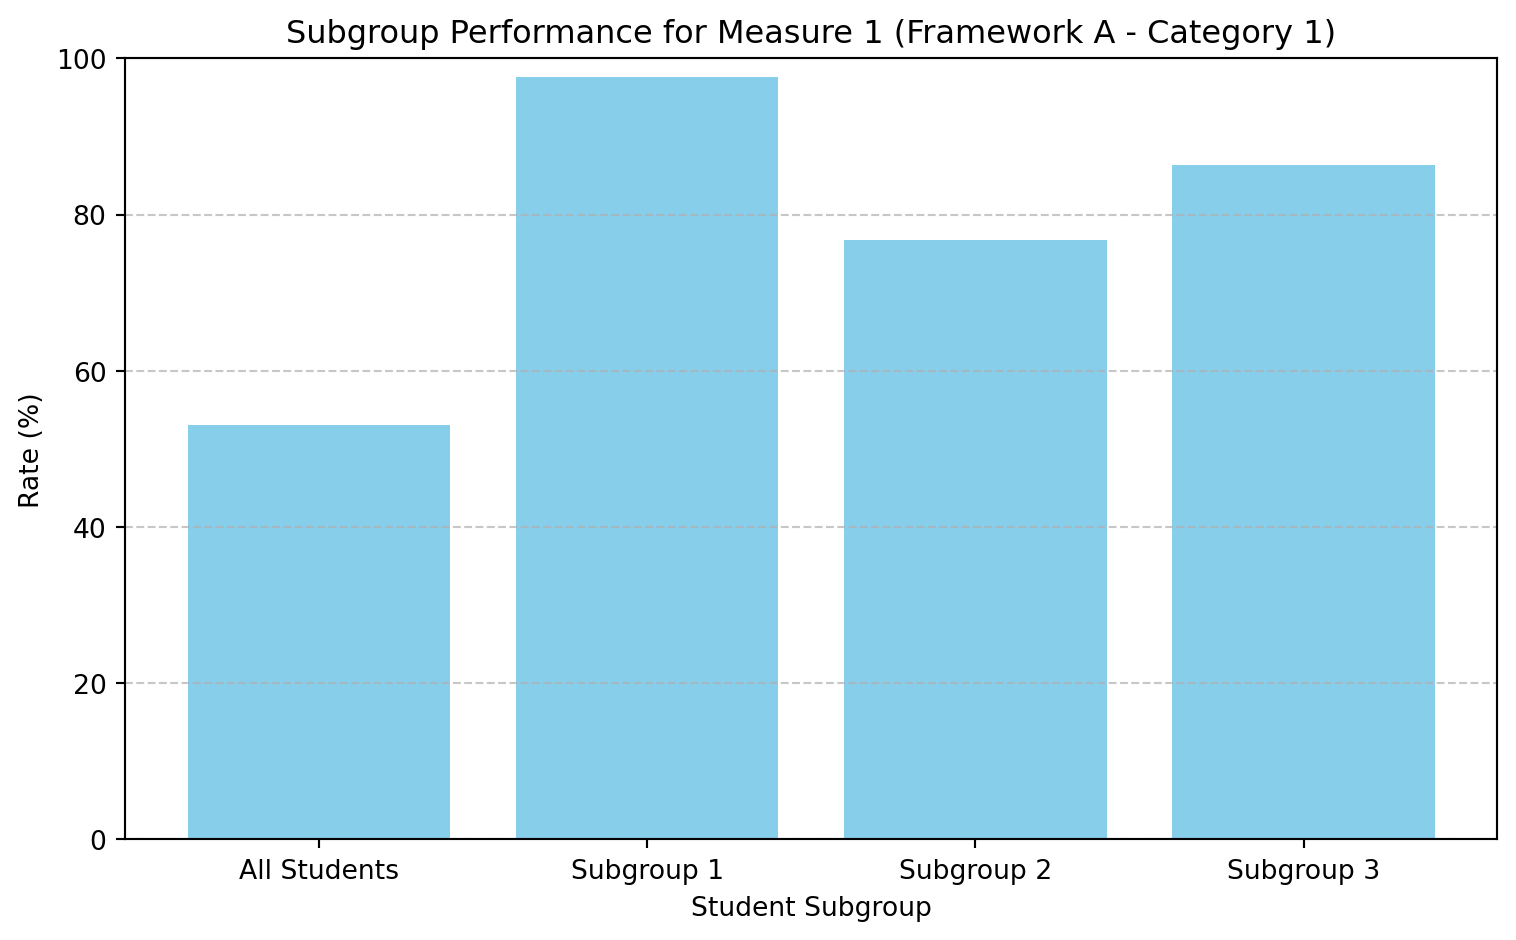 Subgroup Performance for Measure 1 (Framework A - Category 1)
100
80
60
40
20
0
Rate (%)
All Students
Subgroup 1
Subgroup 2
Subgroup 3
Student Subgroup